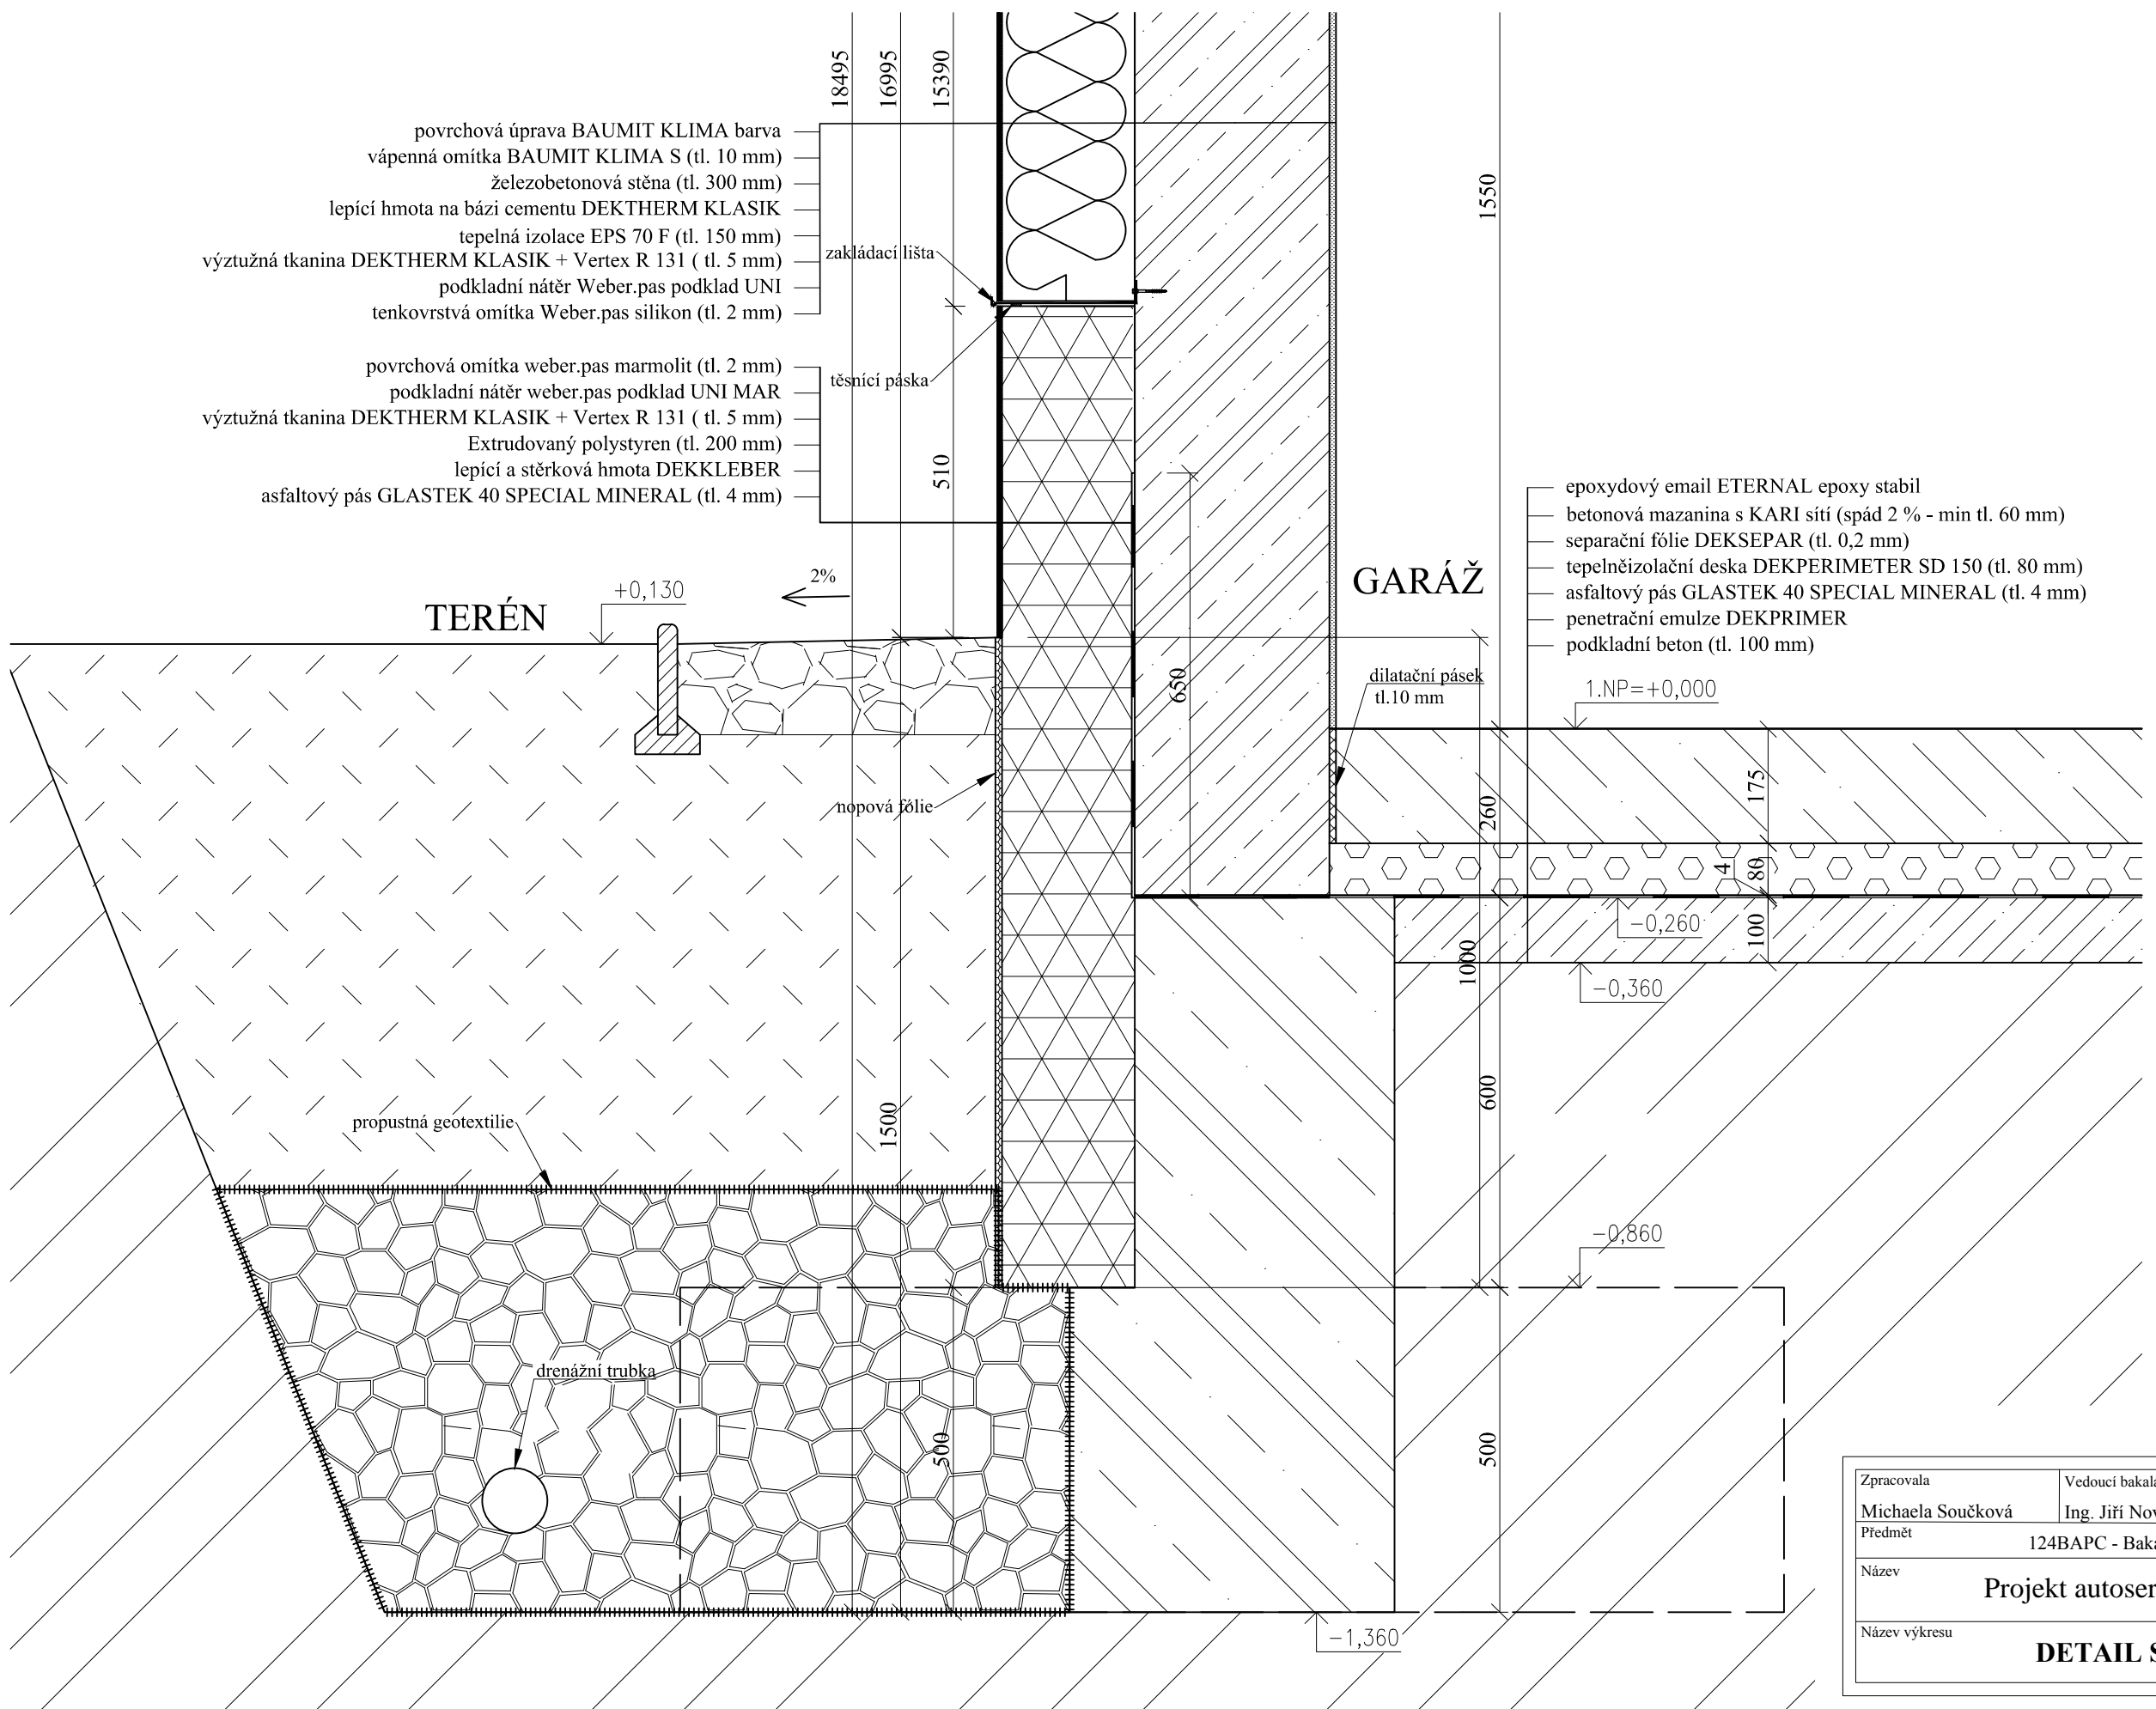 18495
16995
15390
1550
povrchová úprava BAUMIT KLIMA barva
vápenná omítka BAUMIT KLIMA S (tl. 10 mm)
železobetonová stěna (tl. 300 mm)
lepící hmota na bázi cementu DEKTHERM KLASIK
tepelná izolace EPS 70 F (tl. 150 mm)
výztužná tkanina DEKTHERM KLASIK + Vertex R 131 ( tl. 5 mm)
podkladní nátěr Weber.pas podklad UNI
tenkovrstvá omítka Weber.pas silikon (tl. 2 mm)
zakládací lišta
povrchová omítka weber.pas marmolit (tl. 2 mm)
podkladní nátěr weber.pas podklad UNI MAR
výztužná tkanina DEKTHERM KLASIK + Vertex R 131 ( tl. 5 mm)
Extrudovaný polystyren (tl. 200 mm)
lepící a stěrková hmota DEKKLEBER
asfaltový pás GLASTEK 40 SPECIAL MINERAL (tl. 4 mm)
těsnící páska
510
epoxydový email ETERNAL epoxy stabil
betonová mazanina s KARI sítí (spád 2 % - min tl. 60 mm)
separační fólie DEKSEPAR (tl. 0,2 mm)
tepelněizolační deska DEKPERIMETER SD 150 (tl. 80 mm)
asfaltový pás GLASTEK 40 SPECIAL MINERAL (tl. 4 mm)
penetrační emulze DEKPRIMER
podkladní beton (tl. 100 mm)
GARÁŽ
TERÉN
+0,130
2%
650
dilatační pásek
tl.10 mm
1.NP=+0,000
nopová fólie
260
175
4
80
100
-0,260
1000
-0,360
600
1500
propustná geotextilie
-0,860
drenážní trubka
500
500
-1,360
Zpracovala
Vedoucí bakal
Michaela Součková
Ing. Jiří Nov
Předmět
124BAPC - Baka
Název
Projekt autoser
Název výkresu
DETAIL S